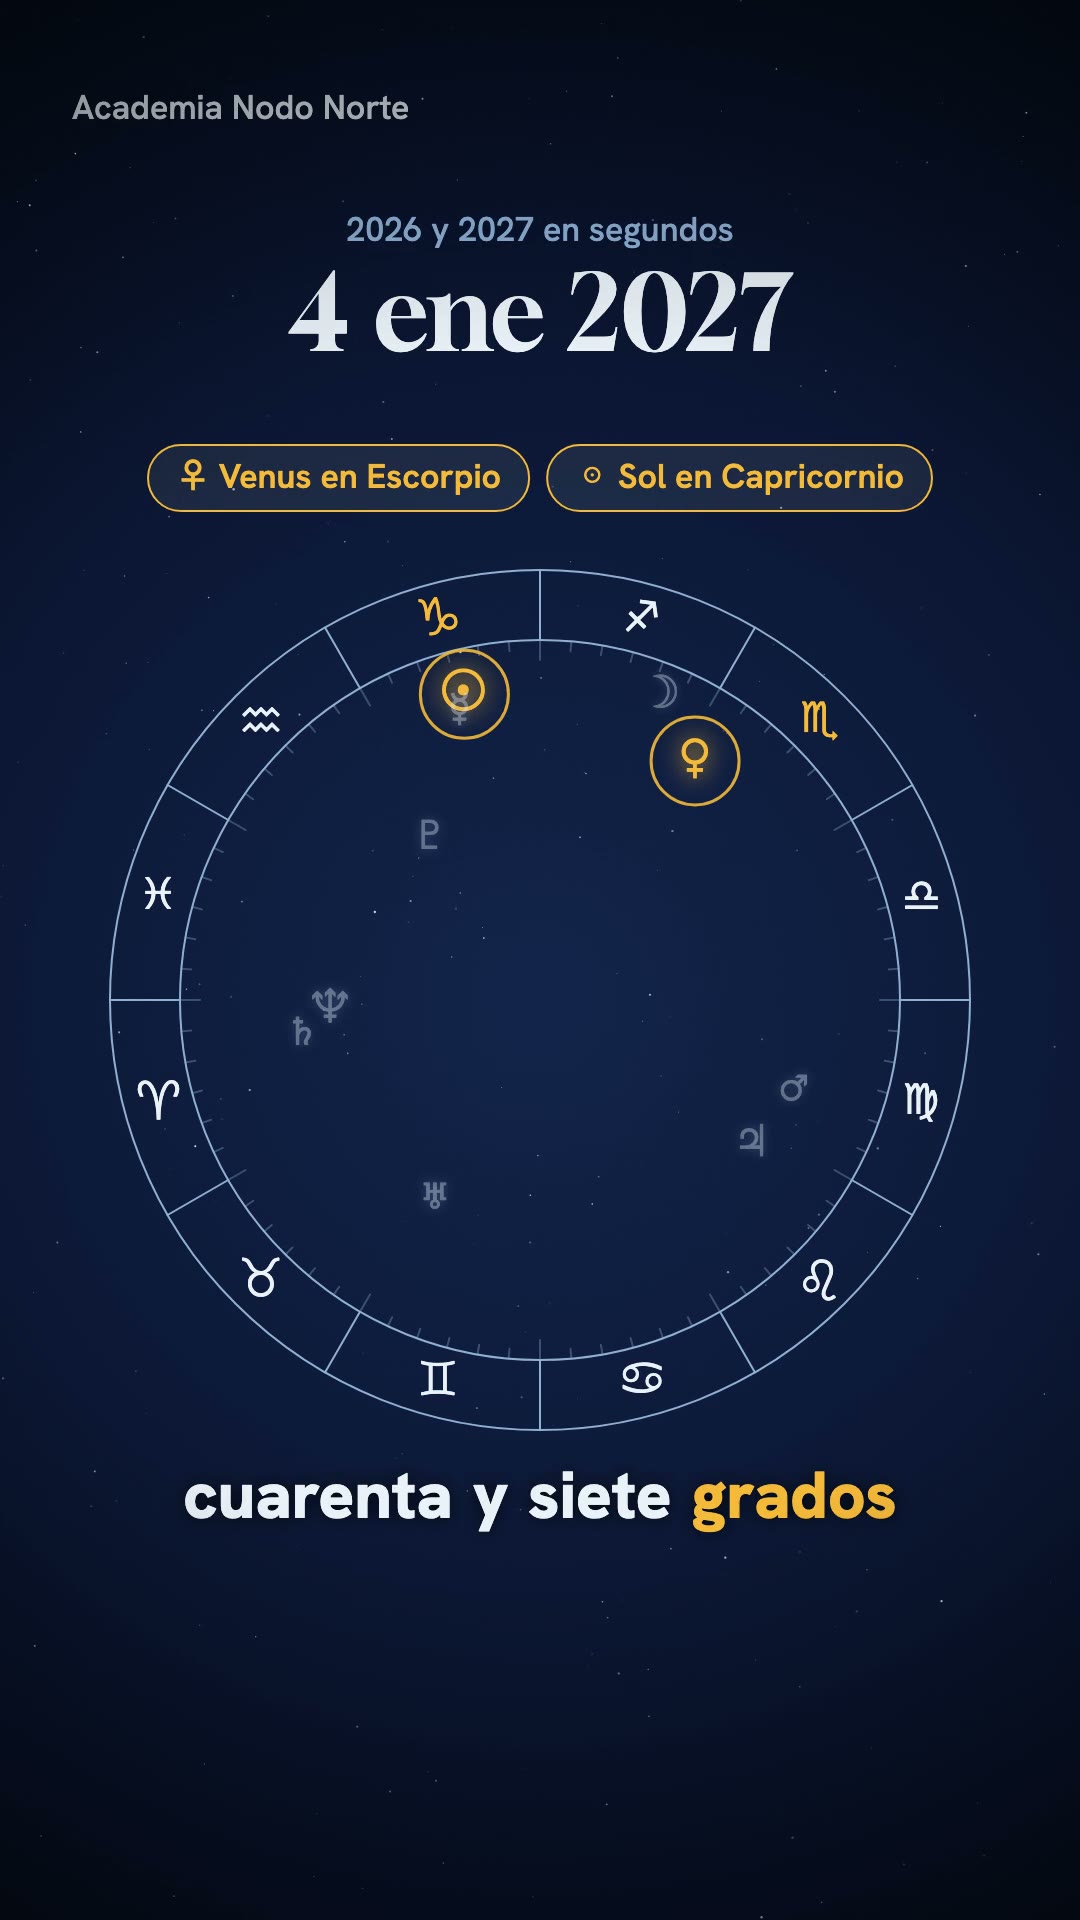 Academia Nodo Norte
2026 y 2027 en segundos
4 ene 2027
♀ Venus en Escorpio
☉ Sol en Capricornio
cuarenta y siete grados